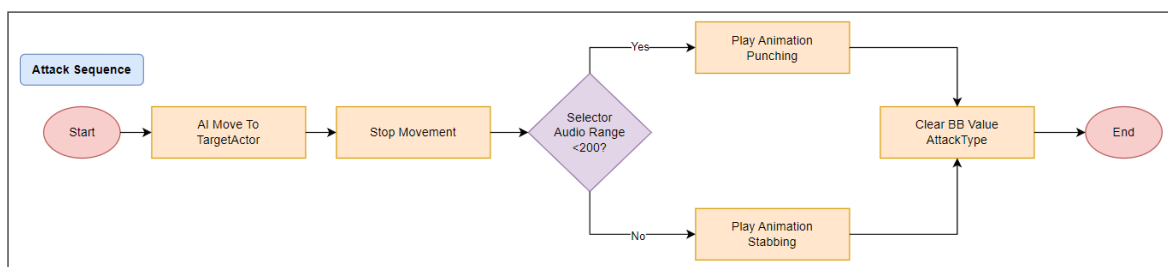 Attack Sequence
Start
AI Move To
TargetActor
Stop Movement
Selector
Audio Range
<200?
Yes
Play Animation
Punching
No
Play Animation
Stabbing
Clear BB Value
AttackType
End